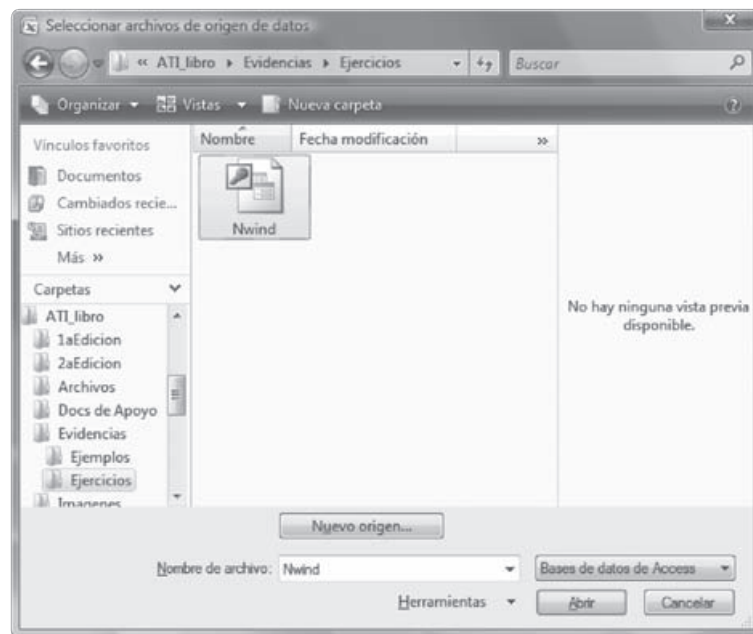 Seleccionar archivos de origen de datos
« ATI_libro ▸ Evidencias ▸ Ejercicios
Buscar
Organizar
Vistas
Nueva carpeta
Vínculos favoritos
Documentos
Cambiados recie...
Sitios recientes
Más »
Carpetas
ATI_libro
1aEdicion
2aEdicion
Archivos
Docs de Apoyo
Evidencias
Ejemplos
Ejercicios
Imagenes
Nombre
Fecha modificación
»
Nwind
No hay ninguna vista previa
disponible.
Nuevo origen...
Nombre de archivo: Nwind
Bases de datos de Access
Herramientas
Abrir
Cancelar